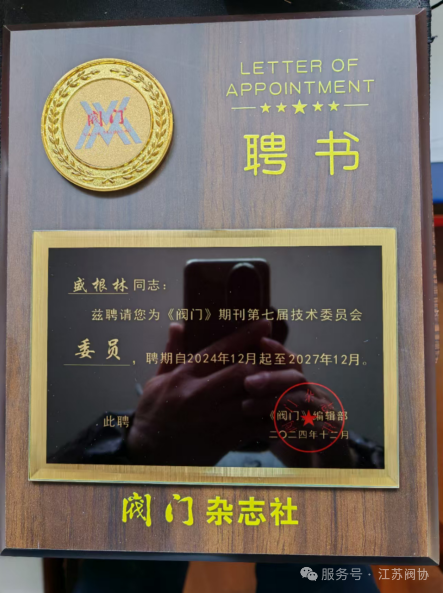 阀门
LETTER OF
APPOINTMENT
聘书
盛根林同志：
兹聘请您为《阀门》期刊第七届技术委员会
委员，聘期自2024年12月起至2027年12月。
此聘
《阀门》编辑部
二〇二四年十二月
阀门杂志社
服务号·江苏阀协